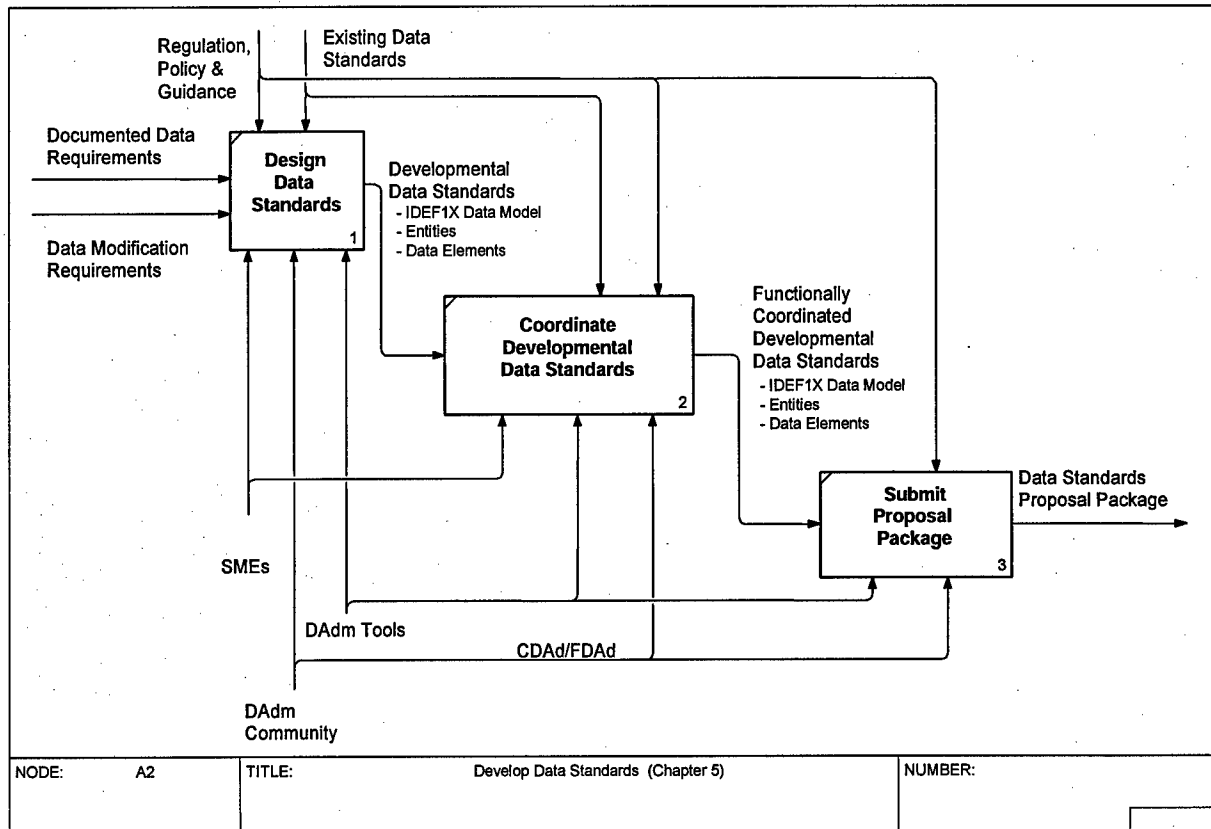 Regulation,
Policy &
Guidance
Existing Data
Standards
Documented Data
Requirements
Data Modification
Requirements
Design
Data
Standards
1
Developmental
Data Standards
- IDEF1X Data Model
- Entities
- Data Elements
Coordinate
Developmental
Data Standards
2
Functionally
Coordinated
Developmental
Data Standards
- IDEF1X Data Model
- Entities
- Data Elements
Submit
Proposal
Package
3
Data Standards
Proposal Package
SMEs
DAdm Tools
CDAd/FDAd
DAdm
Community
NODE: A2
TITLE: Develop Data Standards (Chapter 5)
NUMBER: